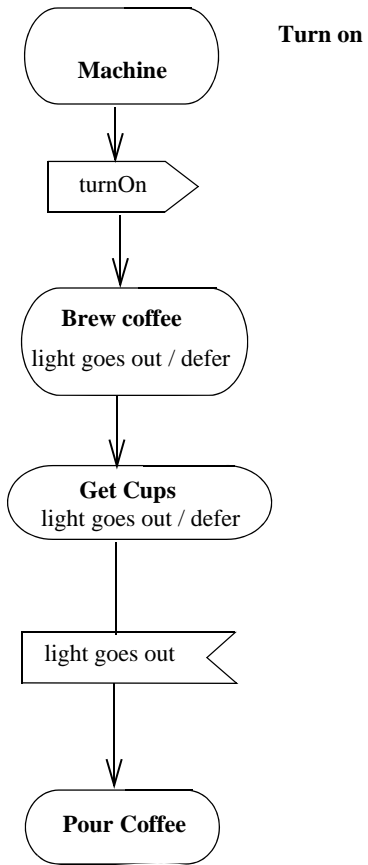 Turn on
Machine
turnOn
Brew coffee
light goes out / defer
Get Cups
light goes out / defer
light goes out
Pour Coffee